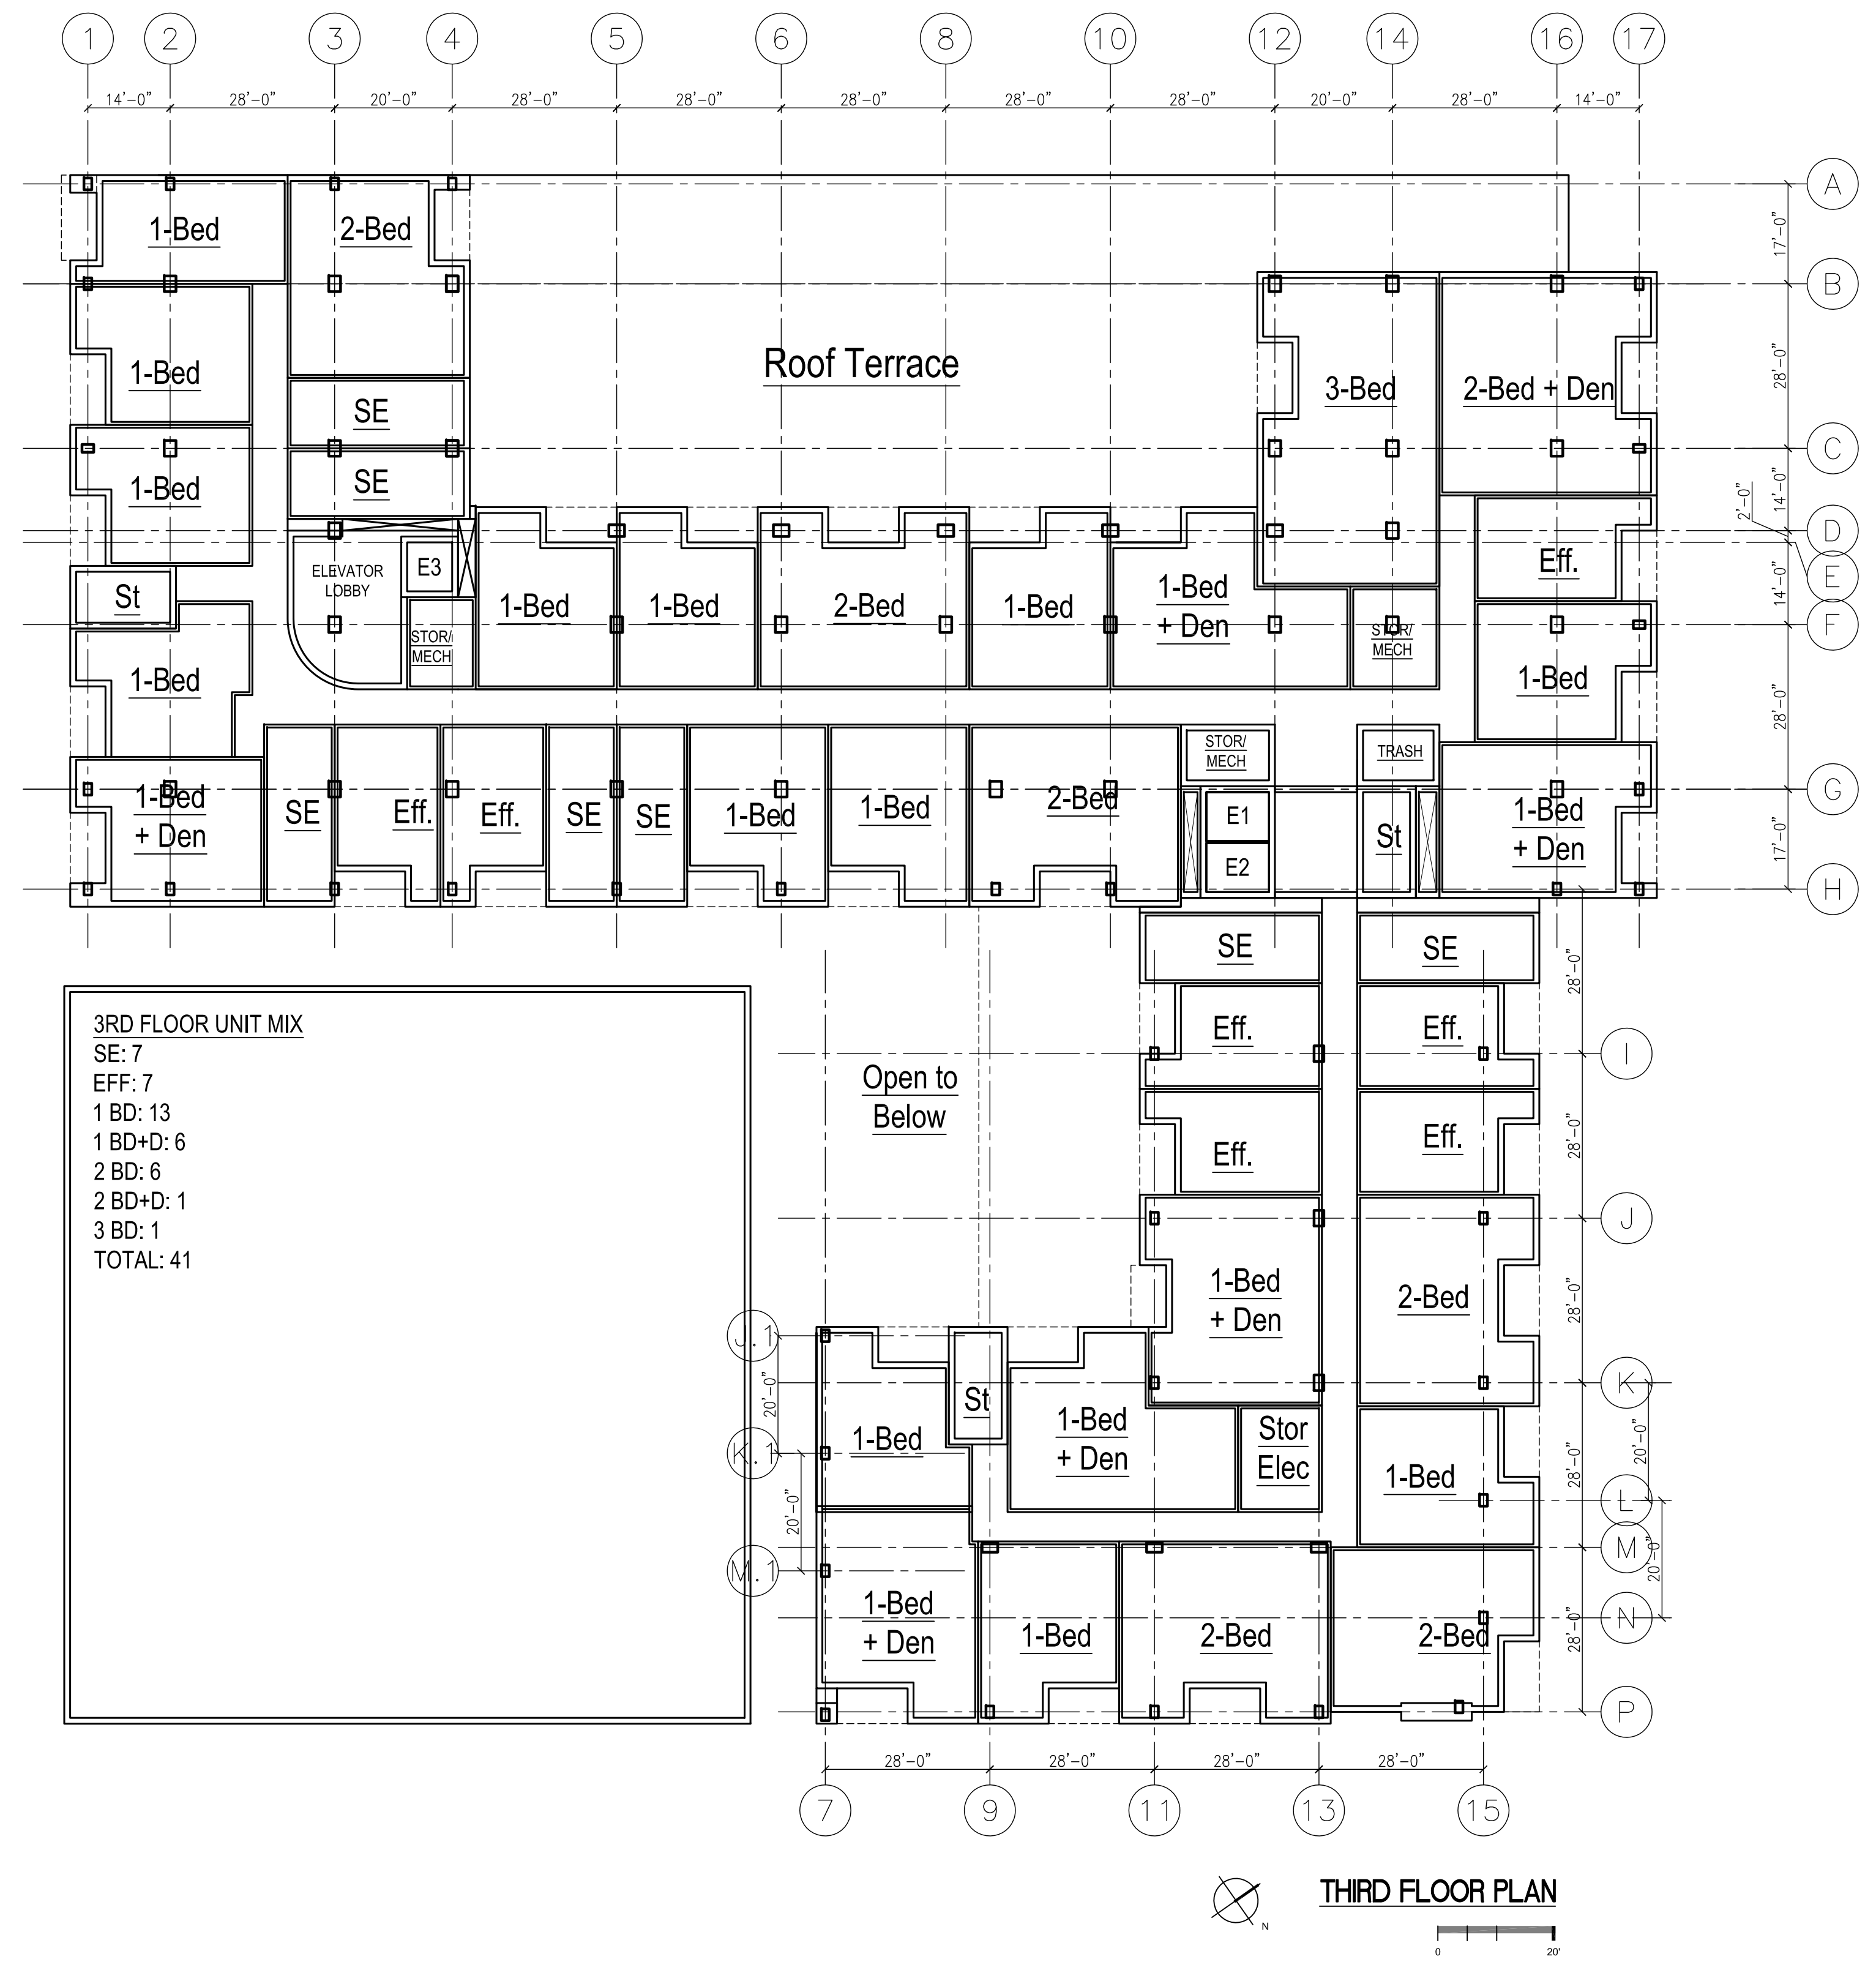 1 2 3 4 5 6 8 10 12 14 16 17
14'-0" 28'-0" 20'-0" 28'-0" 28'-0" 28'-0" 28'-0" 28'-0" 20'-0" 28'-0" 14'-0"
A
17'-0"
1-Bed 2-Bed
B
Roof Terrace
28'-0"
1-Bed 3-Bed 2-Bed + Den
SE
C
1-Bed SE
2'-0" 14'-0"
D
E3 Eff.
ELEVATOR
LOBBY
E
14'-0"
St 1-Bed 1-Bed 2-Bed 1-Bed 1-Bed
+ Den
F
STOR/
MECH
STOR/
MECH
1-Bed 1-Bed
28'-0"
STOR/
MECH
TRASH
G
1-Bed
+ Den
SE Eff. Eff. SE SE 1-Bed 1-Bed 2-Bed E1 St 1-Bed
+ Den
E2
17'-0"
H
SE SE
28'-0"
3RD FLOOR UNIT MIX
SE: 7
EFF: 7
1 BD: 13
1 BD+D: 6
2 BD: 6
2 BD+D: 1
3 BD: 1
TOTAL: 41
Eff. Eff.
I
Open to
Below
28'-0"
Eff. Eff.
J
1-Bed
+ Den
2-Bed
28'-0"
J.1
20'-0"
K
St
1-Bed 1-Bed
+ Den
Stor
Elec
1-Bed
28'-0" 20'-0"
K.1
L
20'-0"
M
M.1
20'-0"
1-Bed
+ Den
1-Bed 2-Bed 2-Bed
N
28'-0"
P
28'-0" 28'-0" 28'-0" 28'-0"
7 9 11 13 15
N
THIRD FLOOR PLAN
0 20'